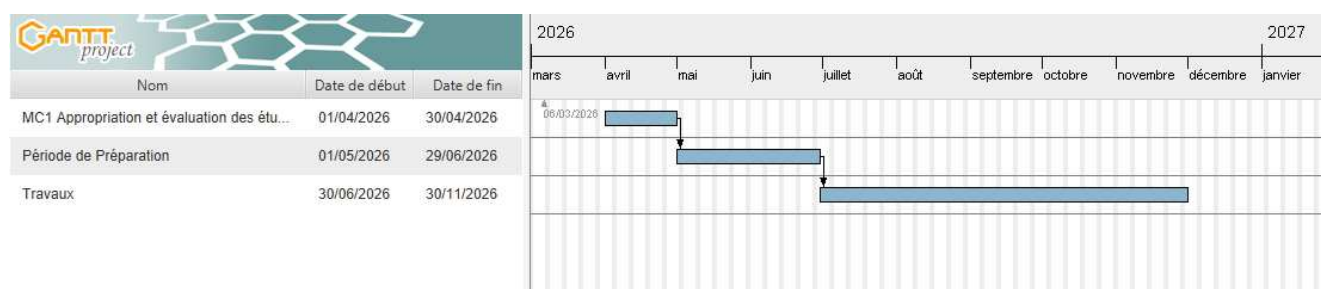 GANTT project
2026 2027
Nom Date de début Date de fin
mars avril mai juin juillet août septembre octobre novembre décembre janvier
06/03/2026
MC1 Appropriation et évaluation des étu... 01/04/2026 30/04/2026
Période de Préparation 01/05/2026 29/06/2026
Travaux 30/06/2026 30/11/2026